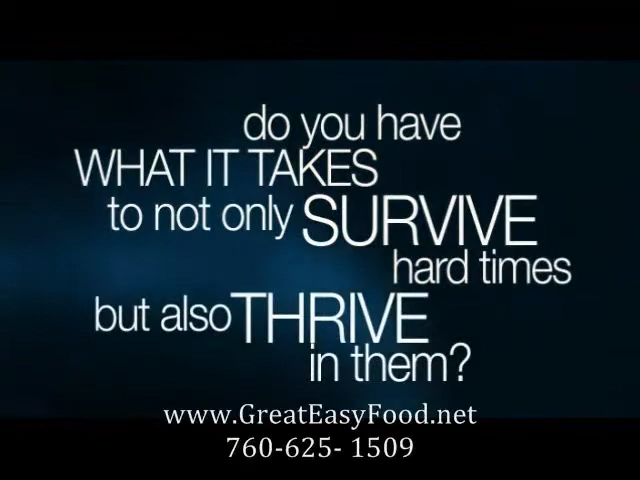 do you have
WHAT IT TAKES
to not only SURVIVE
hard times
but also THRIVE
in them?
www.GreatEasyFood.net
760-625- 1509